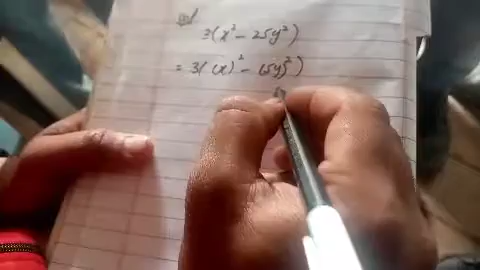 3(x² - 25y²)
= 3((x)² - (5y)²)